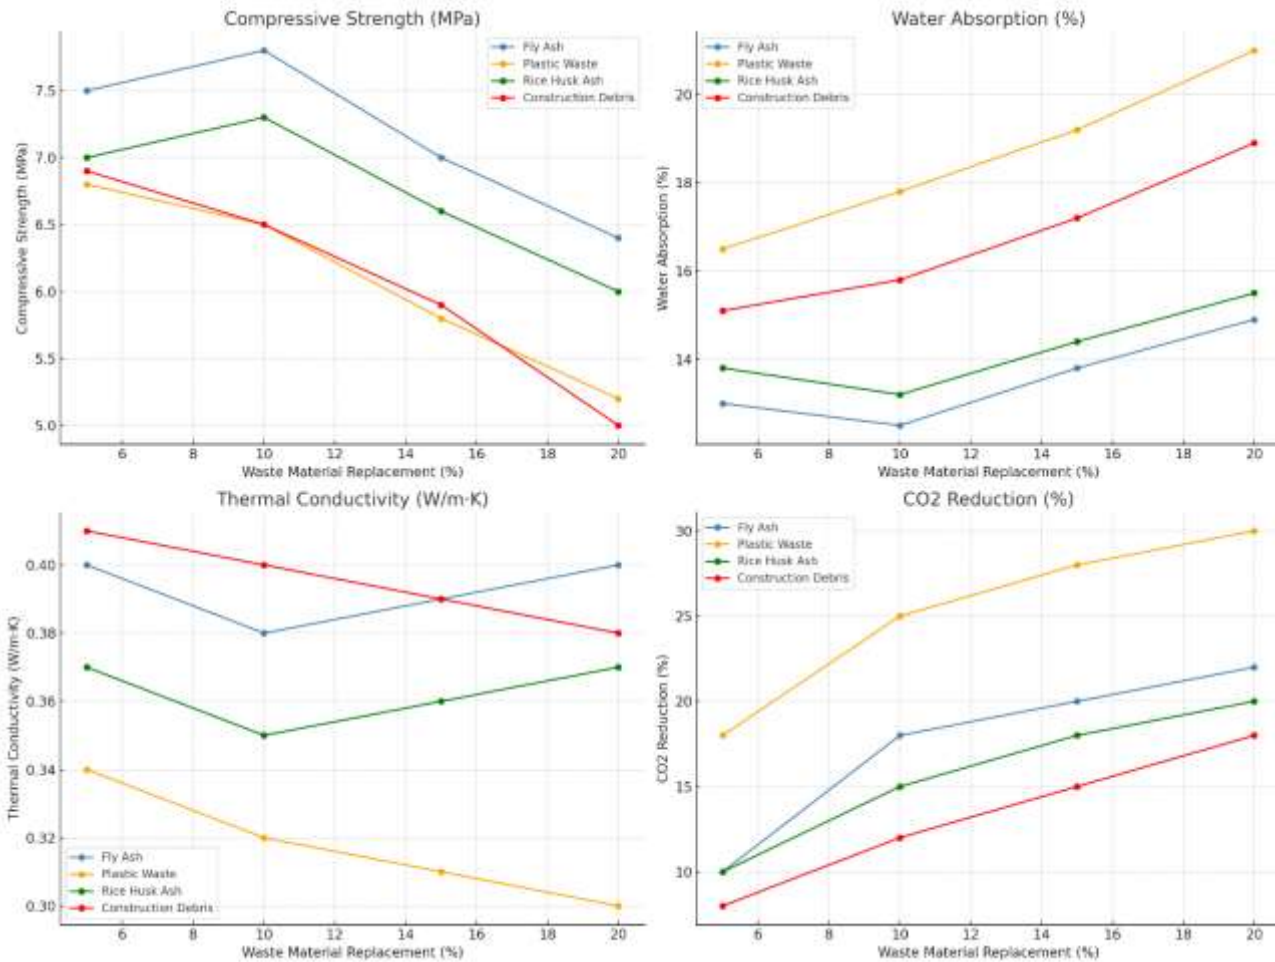 Compressive Strength (MPa)
Fly Ash
Plastic Waste
Rice Husk Ash
Construction Debris
7.5
7.0
6.5
6.0
5.5
5.0
Compressive Strength (MPa)
6 8 10 12 14 16 18 20
Waste Material Replacement (%)
Water Absorption (%)
Fly Ash
Plastic Waste
Rice Husk Ash
Construction Debris
20
18
16
14
Water Absorption (%)
6 8 10 12 14 16 18 20
Waste Material Replacement (%)
Thermal Conductivity (W/m·K)
0.40
0.38
0.36
0.34
0.32
0.30
Thermal Conductivity (W/m·K)
Fly Ash
Plastic Waste
Rice Husk Ash
Construction Debris
6 8 10 12 14 16 18 20
Waste Material Replacement (%)
CO2 Reduction (%)
Fly Ash
Plastic Waste
Rice Husk Ash
Construction Debris
30
25
20
15
10
CO2 Reduction (%)
6 8 10 12 14 16 18 20
Waste Material Replacement (%)